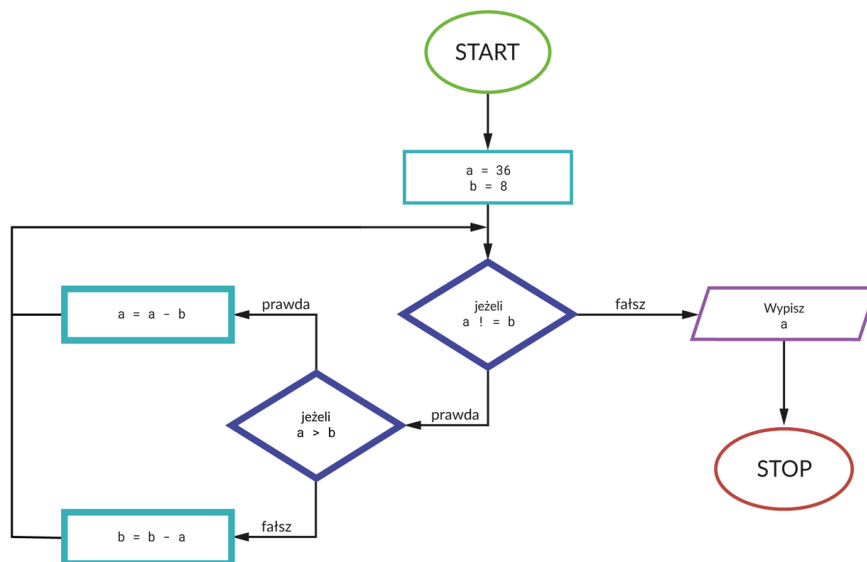 START
a = 36
b = 8
prawda
a = a - b
jeżeli
a ! = b
fałsz
Wypisz
a
jeżeli
a > b
prawda
STOP
fałsz
b = b - a